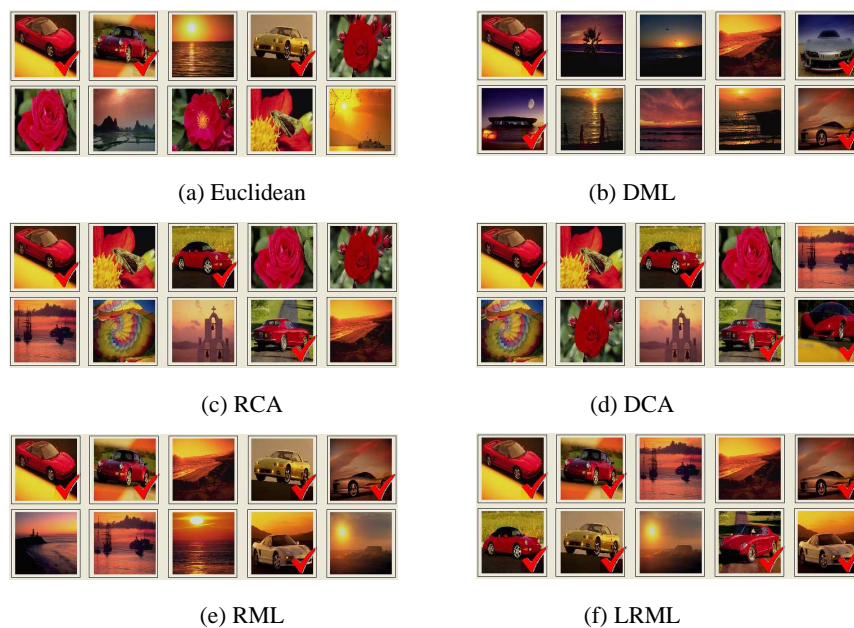 (a) Euclidean
(b) DML
(c) RCA
(d) DCA
(e) RML
(f) LRML